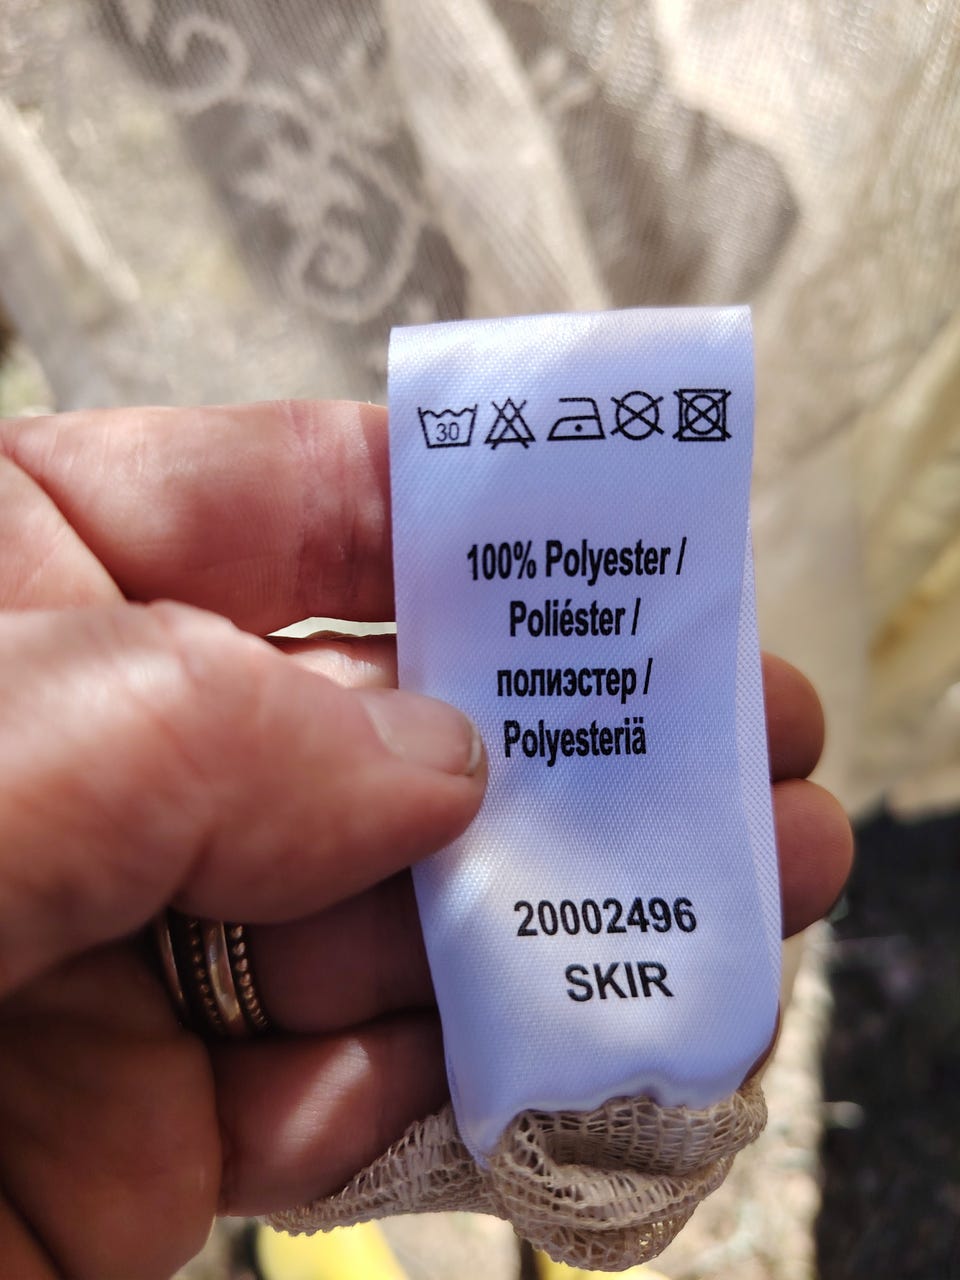 30
100% Polyester /
Poliéster /
полиэстер /
Polyesteriä
20002496
SKIR